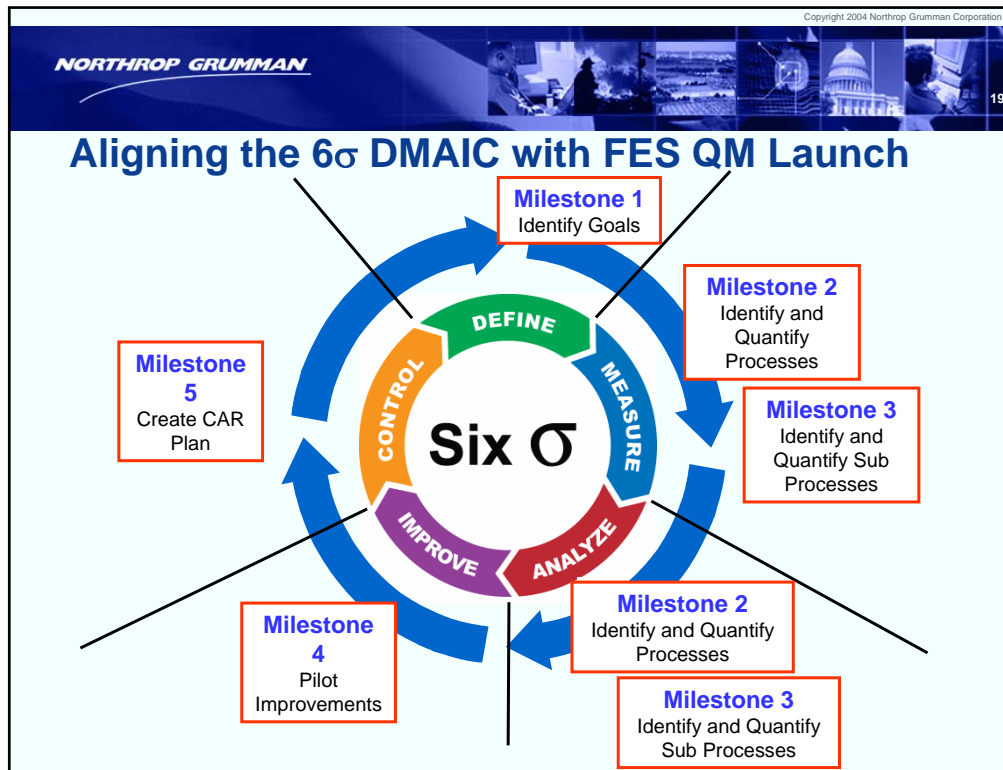 Copyright 2004 Northrop Grumman Corporation
NORTHROP GRUMMAN
19
Aligning the 6σ DMAIC with FES QM Launch
Milestone 1
Identify Goals
Milestone 2
Identify and
Quantify
Processes
Milestone 3
Identify and
Quantify Sub
Processes
Milestone 2
Identify and Quantify
Processes
Milestone 3
Identify and Quantify
Sub Processes
Milestone
4
Pilot
Improvements
Milestone
5
Create CAR
Plan
DEFINE
MEASURE
ANALYZE
IMPROVE
CONTROL
Six σ